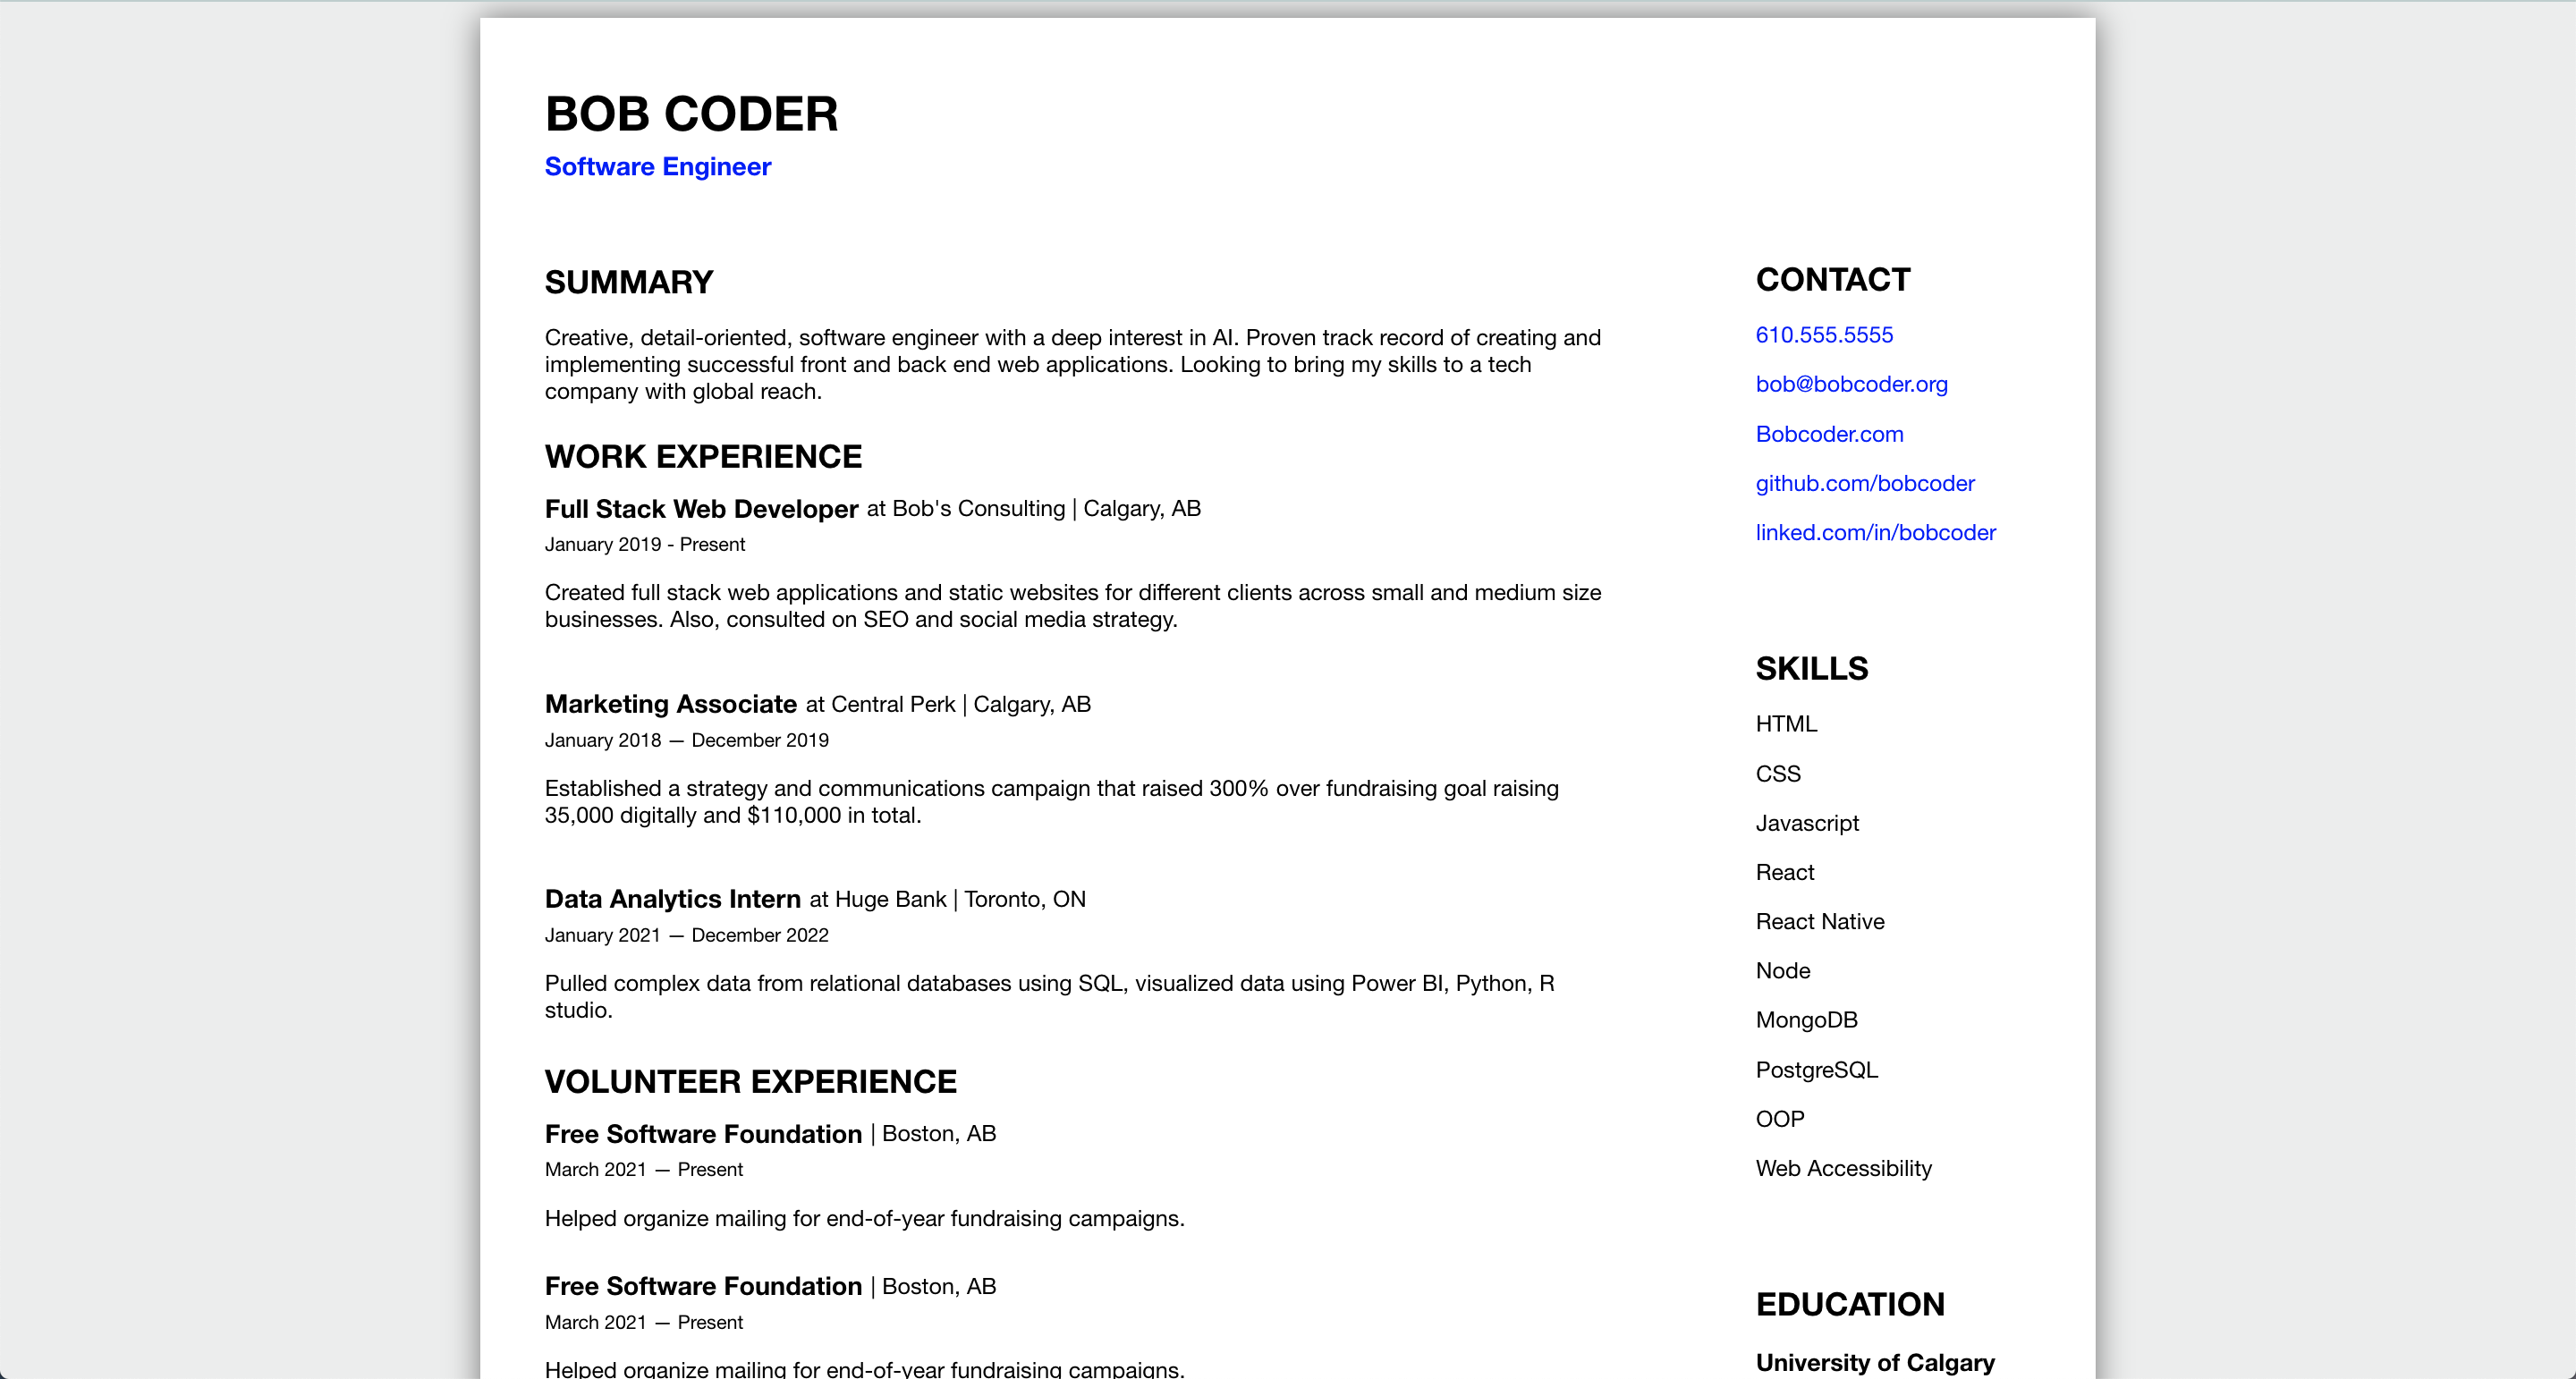 BOB CODER
Software Engineer
SUMMARY
Creative, detail-oriented, software engineer with a deep interest in AI. Proven track record of creating and
implementing successful front and back end web applications. Looking to bring my skills to a tech
company with global reach.
WORK EXPERIENCE
Full Stack Web Developer at Bob's Consulting | Calgary, AB
January 2019 - Present
Created full stack web applications and static websites for different clients across small and medium size
businesses. Also, consulted on SEO and social media strategy.
Marketing Associate at Central Perk | Calgary, AB
January 2018 — December 2019
Established a strategy and communications campaign that raised 300% over fundraising goal raising
35,000 digitally and $110,000 in total.
Data Analytics Intern at Huge Bank | Toronto, ON
January 2021 — December 2022
Pulled complex data from relational databases using SQL, visualized data using Power BI, Python, R
studio.
VOLUNTEER EXPERIENCE
Free Software Foundation | Boston, AB
March 2021 — Present
Helped organize mailing for end-of-year fundraising campaigns.
Free Software Foundation | Boston, AB
March 2021 — Present
Helped organize mailing for end-of-year fundraising campaigns.
CONTACT
610.555.5555
bob@bobcoder.org
Bobcoder.com
github.com/bobcoder
linked.com/in/bobcoder
SKILLS
HTML
CSS
Javascript
React
React Native
Node
MongoDB
PostgreSQL
OOP
Web Accessibility
EDUCATION
University of Calgary